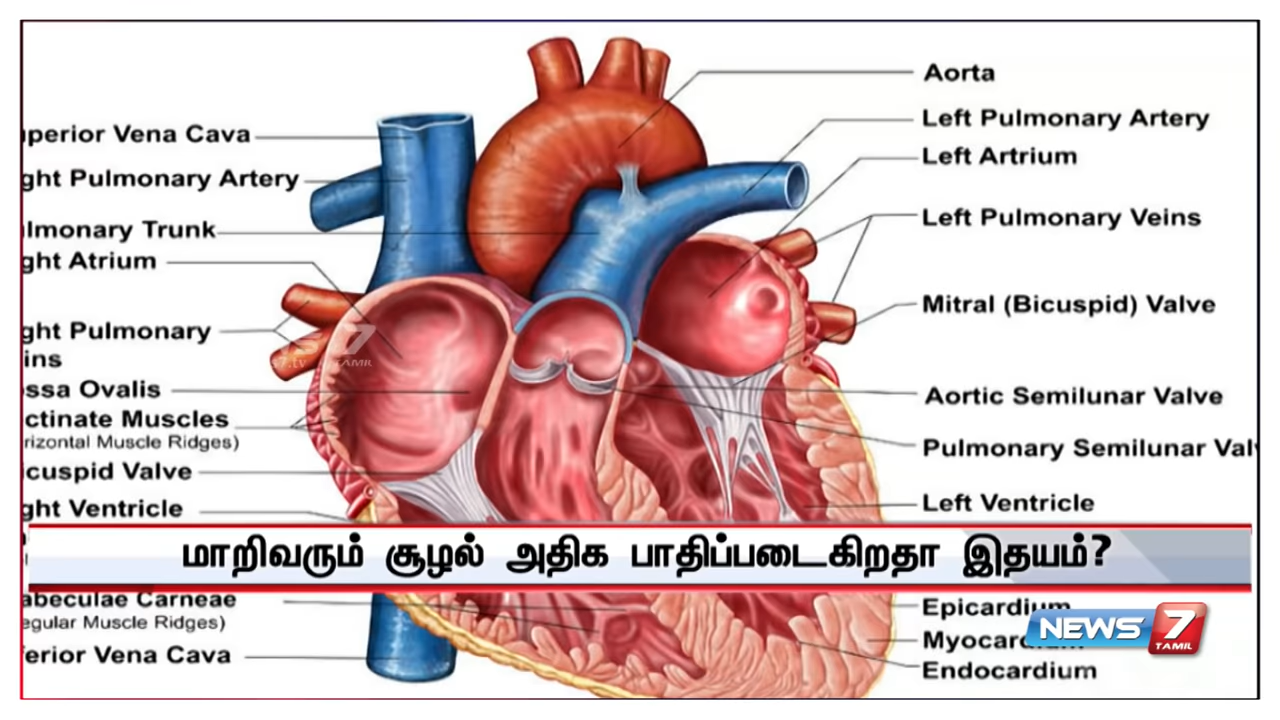 Aorta
Left Pulmonary Artery
Left Artrium
Left Pulmonary Veins
Mitral (Bicuspid) Valve
Aortic Semilunar Valve
Pulmonary Semilunar Val
Left Ventricle
perior Vena Cava
ght Pulmonary Artery
lmonary Trunk
ght Atrium
ght Pulmonary
ins
ssa Ovalis
ctinate Muscles
rizontal Muscle Ridges)
icuspid Valve
ght Ventricle
மாறிவரும் சூழல் அதிக பாதிப்படைகிறதா இதயம்?
abeculae Carneae
egular Muscle Ridges)
erior Vena Cava
Epicardium
Myocar
Endocardium
NEWS 7
TAMIL